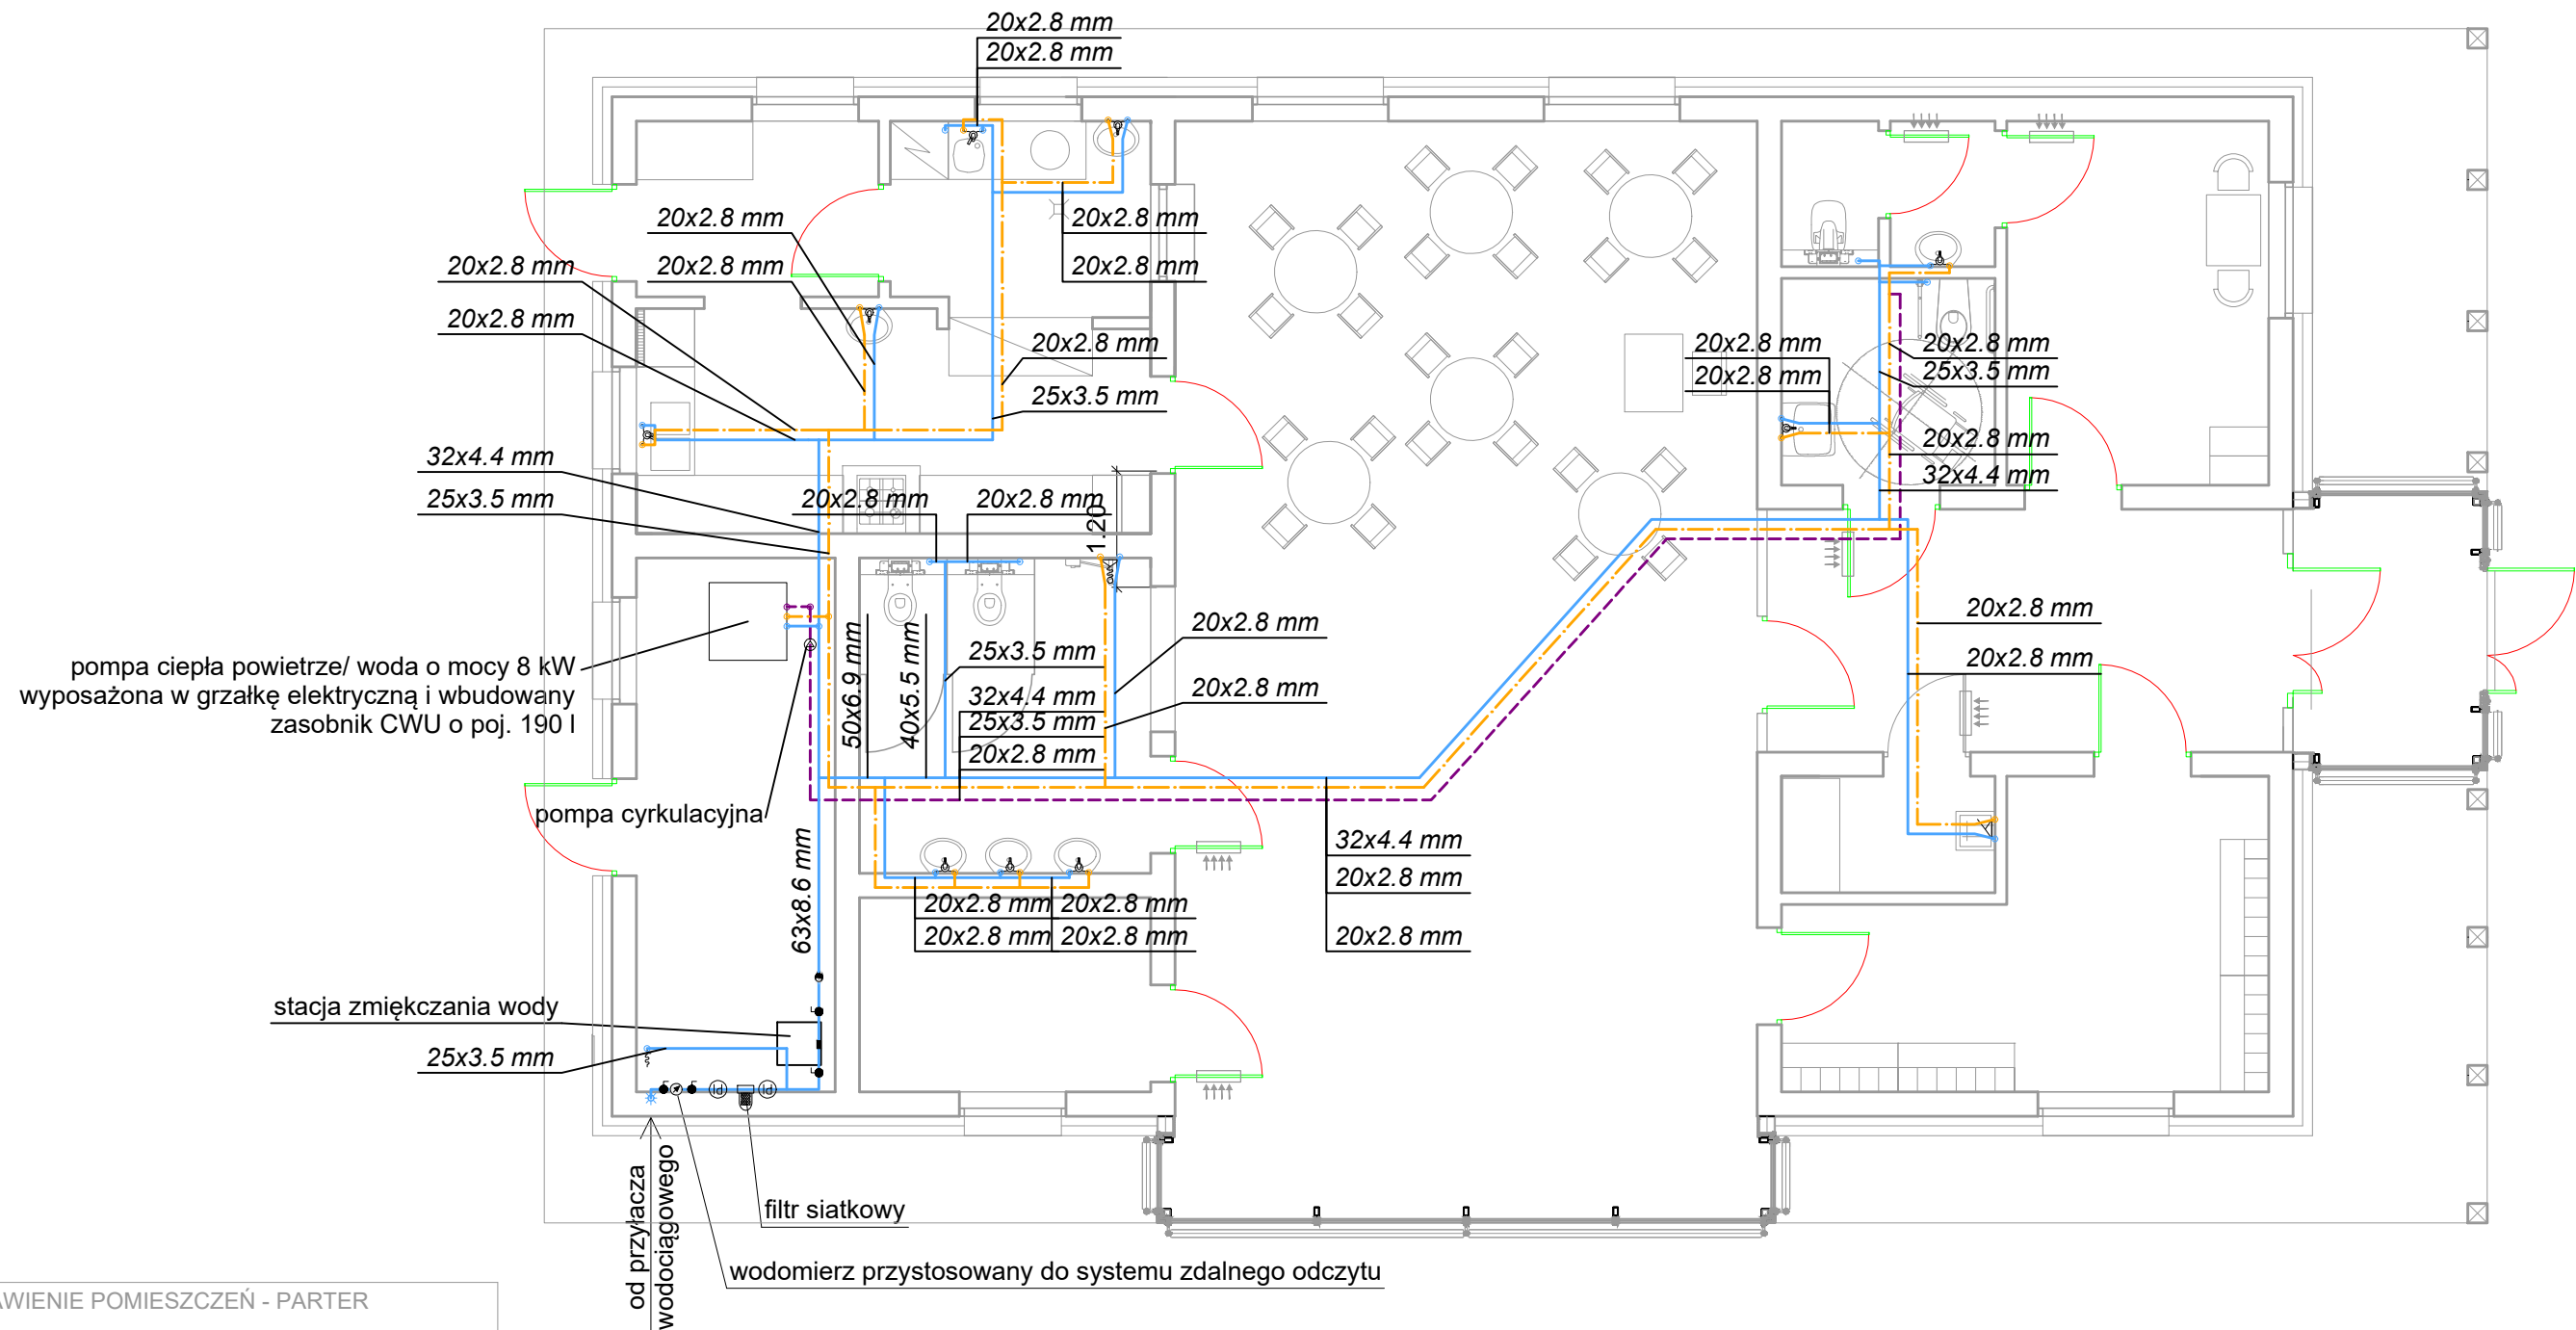 20x2.8 mm
20x2.8 mm
20x2.8 mm
20x2.8 mm
20x2.8 mm
20x2.8 mm
20x2.8 mm
20x2.8 mm
20x2.8 mm
25x3.5 mm
20x2.8 mm
20x2.8 mm
20x2.8 mm
25x3.5 mm
20x2.8 mm
32x4.4 mm
32x4.4 mm
25x3.5 mm
20x2.8 mm
20x2.8 mm
1.20
20x2.8 mm
20x2.8 mm
pompa ciepła powietrze/ woda o mocy 8 kW
wyposażona w grzałkę elektryczną i wbudowany
zasobnik CWU o poj. 190 l
50x6.9 mm
40x5.5 mm
25x3.5 mm
32x4.4 mm
25x3.5 mm
20x2.8 mm
20x2.8 mm
20x2.8 mm
pompa cyrkulacyjna
63x8.6 mm
32x4.4 mm
20x2.8 mm
20x2.8 mm
20x2.8 mm
20x2.8 mm
20x2.8 mm
20x2.8 mm
stacja zmiękczania wody
25x3.5 mm
PI
PI
od przyłacza
wodociągowego
filtr siatkowy
wodomierz przystosowany do systemu zdalnego odczytu
AWIENIE POMIESZCZEŃ - PARTER